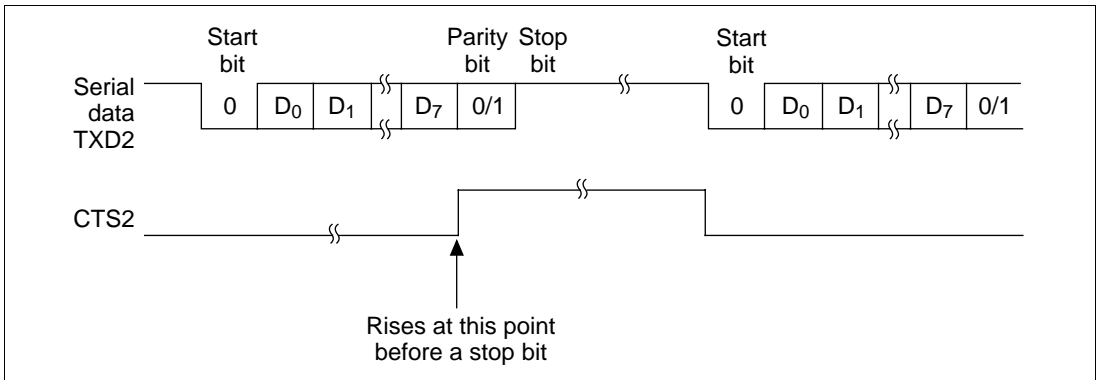 Start bit
Parity bit
Stop bit
Start bit
Serial data TXD2
0 D0 D1 D7 0/1 0 D0 D1 D7 0/1
CTS2
Rises at this point
before a stop bit